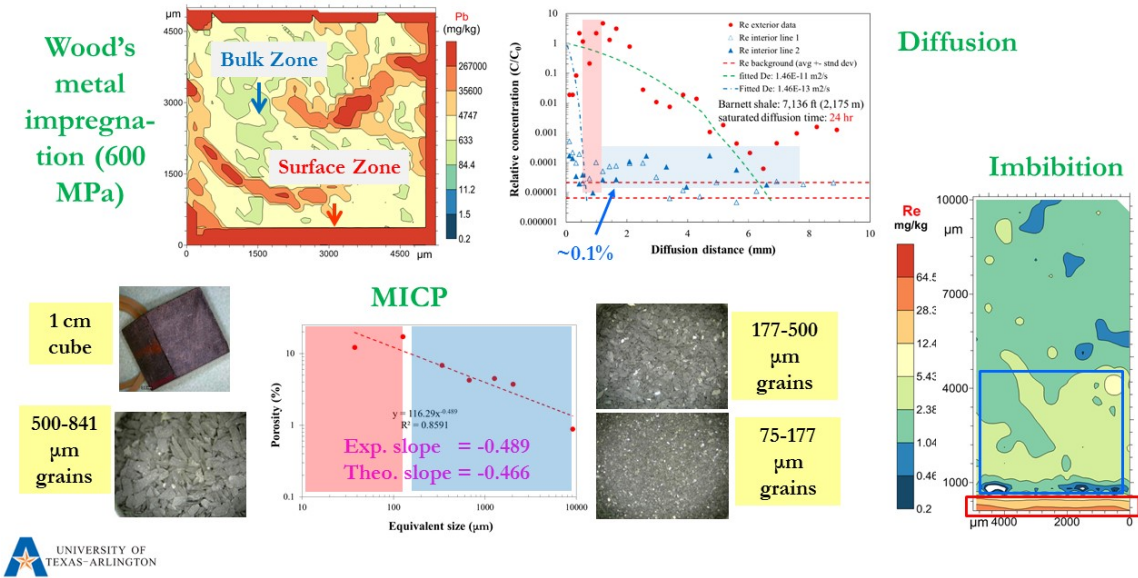 Wood's
metal
impregna-
tion (600
MPa)
µm
4500
3000
1500
0
0
1500
3000
4500
µm
Bulk Zone
Surface Zone
Pb
(mg/kg)
267000
35600
4747
633
84.4
11.2
1.5
0.2
Diffusion
Relative concentration (C/C0)
10
1
0.1
0.01
0.001
0.0001
0.00001
0.000001
0
2
4
6
8
10
Diffusion distance (mm)
Re exterior data
Re interior line 1
Re interior line 2
Re background (avg +- stnd dev)
fitted De: 1.46E-11 m2/s
Fitted De: 1.46E-13 m2/s
Barnett shale: 7,136 ft (2,175 m)
saturated diffusion time: 24 hr
~0.1%
Imbibition
Re
mg/kg
64.5
28.3
12.4
5.43
2.38
1.04
0.46
0.2
10000
µm
7000
4000
1000
µm 4000
2000
0
1 cm
cube
500-841
µm
grains
MICP
Porosity (%)
10
1
0.1
10
100
1000
10000
Equivalent size (µm)
y = 116.29x-0.489
R² = 0.8591
Exp. slope = -0.489
Theo. slope = -0.466
177-500
µm
grains
75-177
µm
grains
UNIVERSITY OF
TEXAS-ARLINGTON